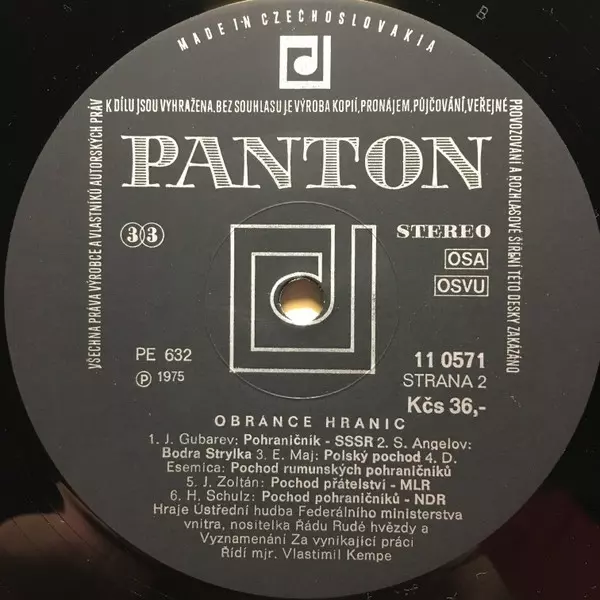 MADE IN CZECHOSLOVAKIA
VŠECHNA PRÁVA VÝROBCE A VLASTNÍKŮ AUTORSKÝCH PRÁV K DÍLU JSOU VYHRAŽENA. BEZ SOUHLASU JE VÝROBA KOPIÍ, PRONÁJEM, PŮJČOVÁNÍ, VEŘEJNÉ PROVOZOVÁNÍ A ROZHLASOVÉ ŠÍŘENÍ TÉTO DESKY ZAKÁZÁNO
PANTON
33
STEREO
OSA
OSVU
PE 632
11 0571
Ⓟ 1975
STRANA 2
Kčs 36,-
OBRÁNCE HRANIC
1. J. Gubarev: Pohraničník - SSSR 2. S. Angelov:
Bodra Strylka 3. E. Maj: Polský pochod 4. D.
Esemica: Pochod rumunských pohraničníků
5. J. Zoltán: Pochod přátelství - MLR
6. H. Schulz: Pochod pohraničníků - NDR
Hraje Ústřední hudba Federálního ministerstva
vnitra, nositelka Řádu Rudé hvězdy a
Vyznamenání Za vynikající práci
Řídí mjr. Vlastimil Kempe